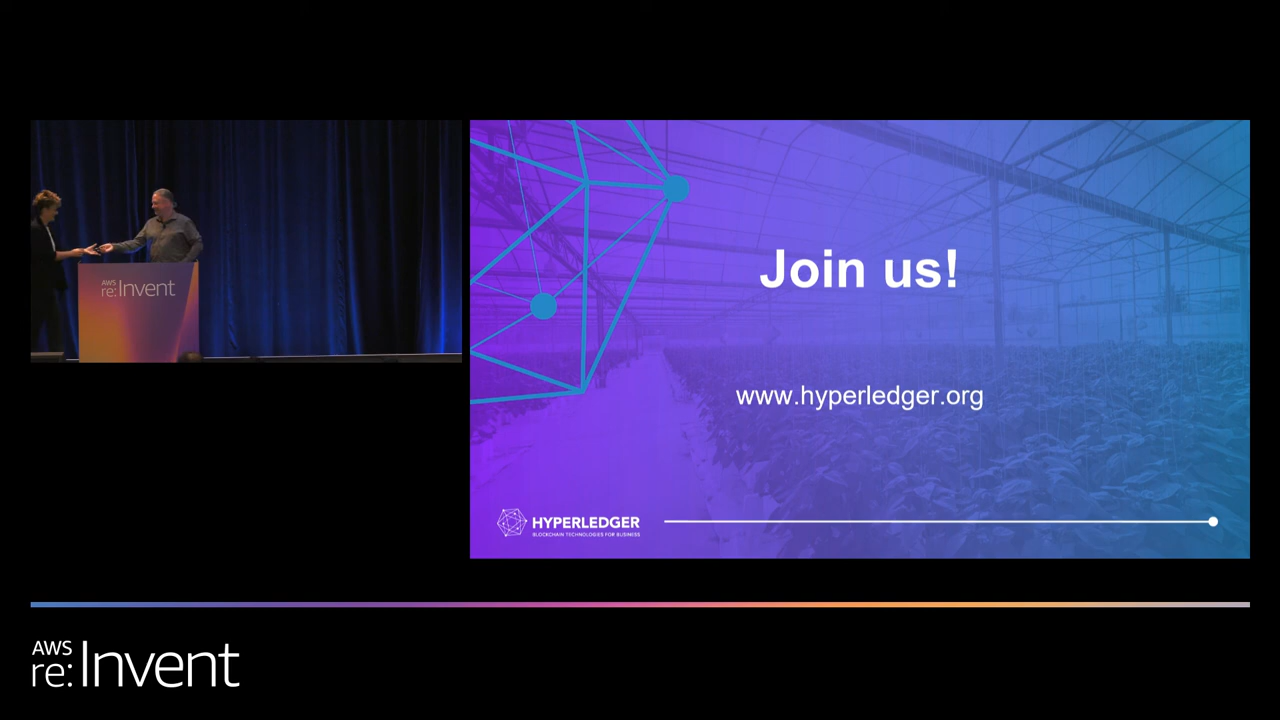 AWS
re:Invent
Join us!
www.hyperledger.org
HYPERLEDGER
BLOCKCHAIN TECHNOLOGIES FOR BUSINESS
AWS
re:Invent